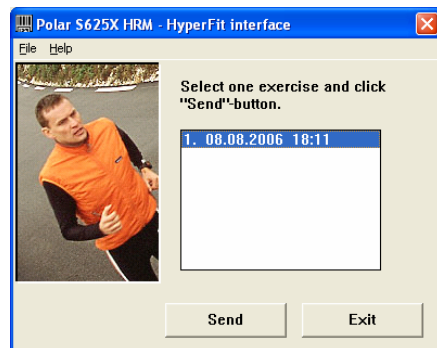 Polar S625X HRM - HyperFit interface
File Help
Select one exercise and click
"Send"-button.
1. 08.08.2006 18:11
Send Exit